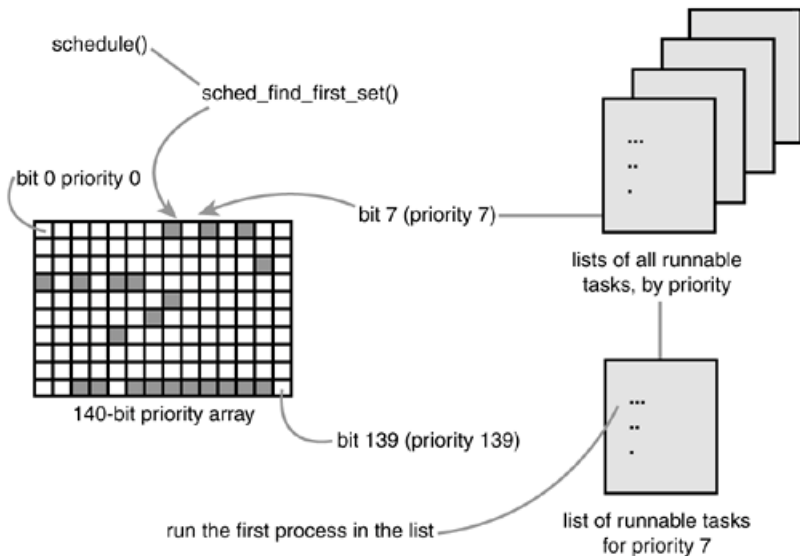 schedule()
sched_find_first_set()
bit 0 priority 0
bit 7 (priority 7)
...
..
.
lists of all runnable
tasks, by priority
140-bit priority array
bit 139 (priority 139)
...
..
.
run the first process in the list
list of runnable tasks
for priority 7